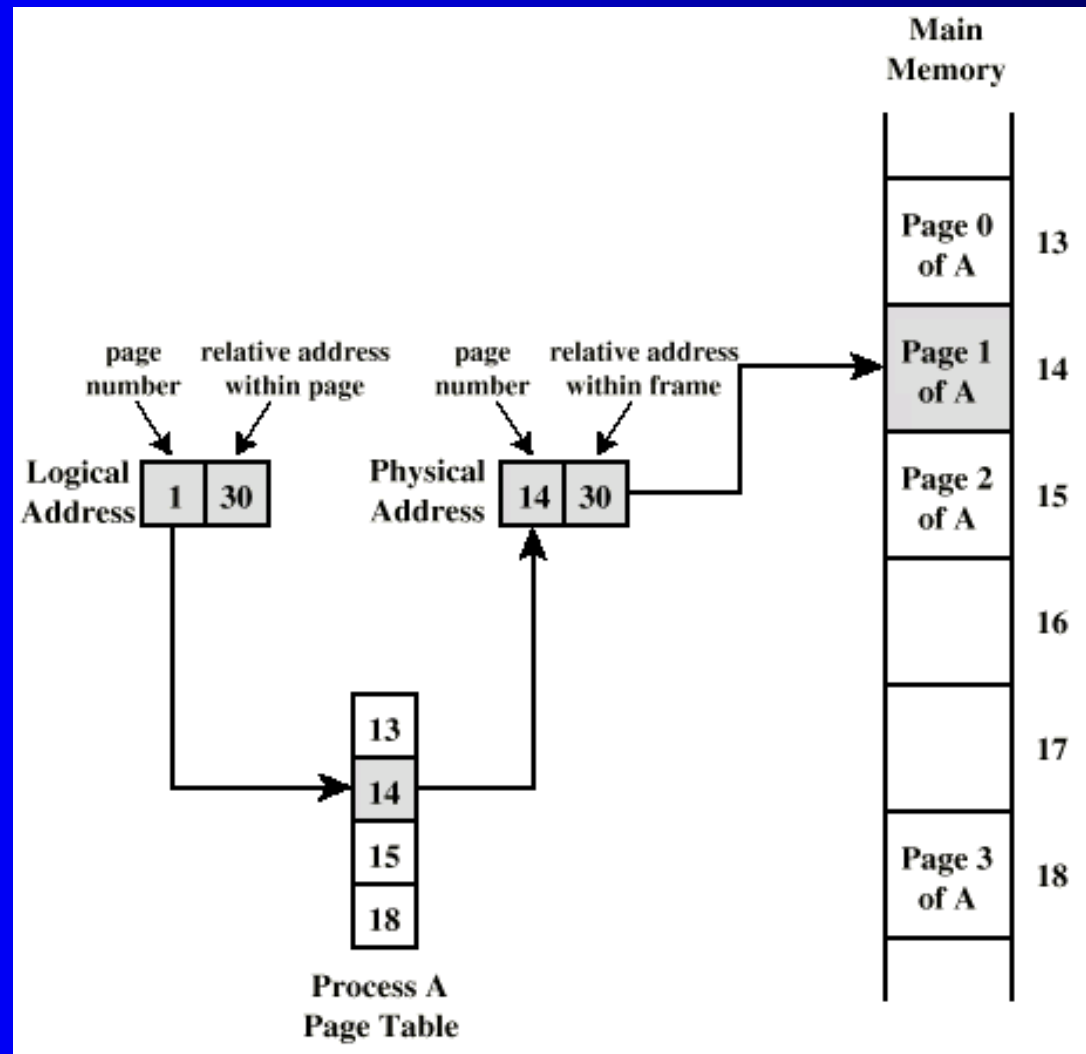 Main
Memory
Page 0
of A
13
page
number
relative address
within page
page
number
relative address
within frame
Page 1
of A
14
Logical
Address
1
30
Physical
Address
14
30
Page 2
of A
15
16
13
14
15
18
17
Page 3
of A
18
Process A
Page Table